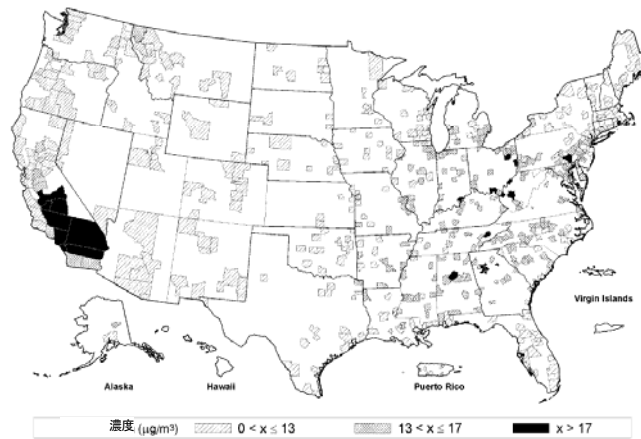 Virgin Islands
Alaska
Hawaii
Puerto Rico
濃度 (μg/m³) 0 < x ≤ 13 13 < x ≤ 17 x > 17